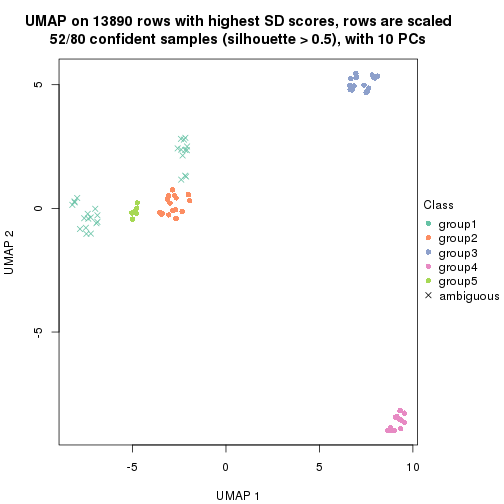 UMAP on 13890 rows with highest SD scores, rows are scaled
52/80 confident samples (silhouette > 0.5), with 10 PCs
5
0
-5
UMAP 2
-5
0
5
10
UMAP 1
Class
group1
group2
group3
group4
group5
ambiguous